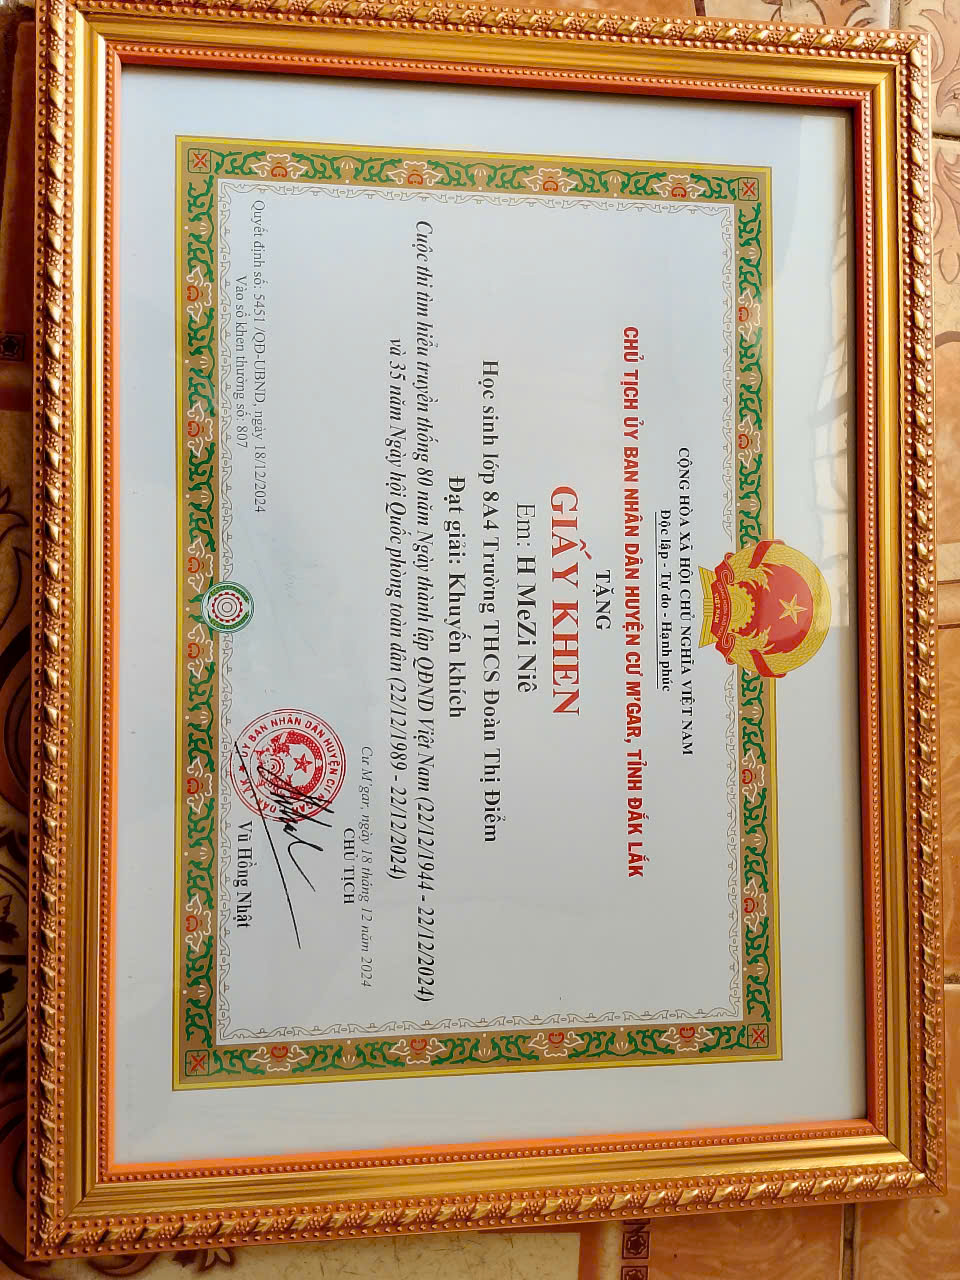 CỘNG HÒA XÃ HỘI CHỦ NGHĨA VIỆT NAM
Độc lập - Tự do - Hạnh phúc
CHỦ TỊCH ỦY BAN NHÂN DÂN HUYỆN CƯ M'GAR, TỈNH ĐẮK LẮK
TẶNG
GIẤY KHEN
Em: H MeZi Niê
Học sinh lớp 8A4 Trường THCS Đoàn Thị Điểm
Đạt giải: Khuyến khích
Cuộc thi tìm hiểu truyền thống 80 năm Ngày thành lập QĐND Việt Nam (22/12/1944 - 22/12/2024)
và 35 năm Ngày hội Quốc phòng toàn dân (22/12/1989 - 22/12/2024)
Cư M'gar, ngày 18 tháng 12 năm 2024
CHỦ TỊCH
Vũ Hồng Nhật
Quyết định số: 5451 /QĐ-UBND, ngày 18/12/2024
Vào sổ khen thưởng số: 807